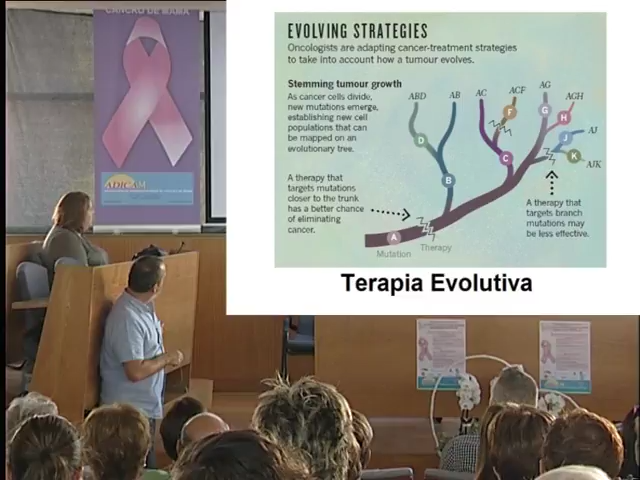 CANCRO DE MAMA
EVOLVING STRATEGIES
Oncologists are adapting cancer-treatment strategies
to take into account how a tumour evolves.
Stemming tumour growth
As cancer cells divide,
new mutations emerge,
establishing new cell
populations that can
be mapped on an
evolutionary tree.
A therapy that
targets mutations
closer to the trunk
has a better chance
of eliminating
cancer.
ABD
AB
AC
ACF
AG
AGH
AJ
AJK
F
G
H
J
K
D
C
B
A
Mutation
Therapy
A therapy that
targets branch
mutations may
be less effective.
Terapia Evolutiva
ADICAM